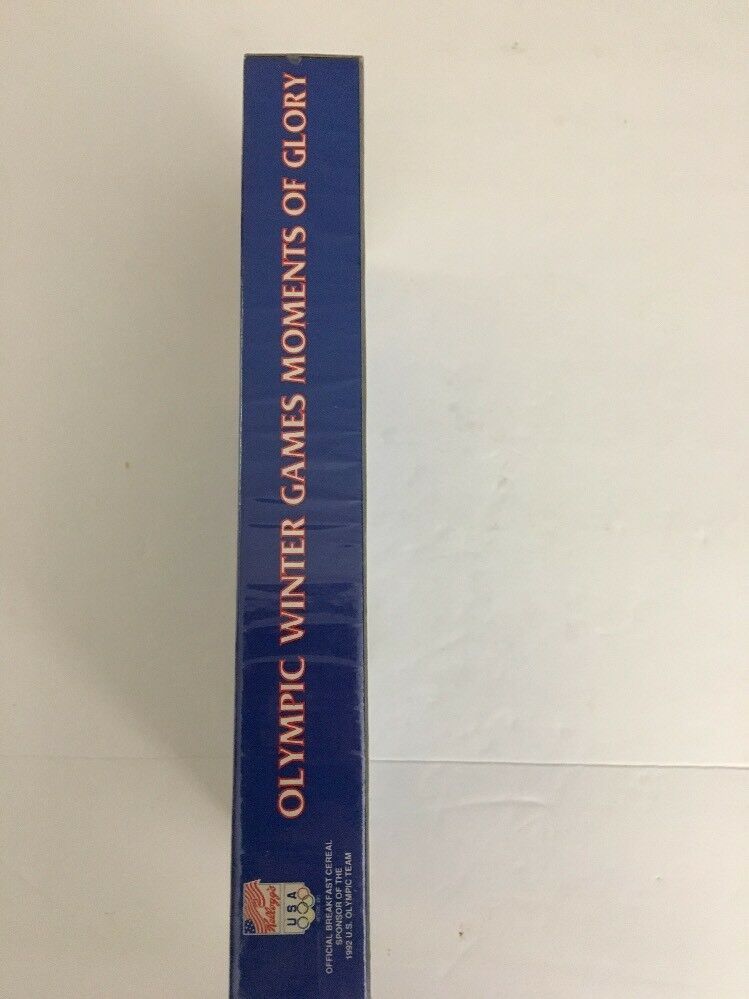 OLYMPIC WINTER GAMES MOMENTS OF GLORY
Kellogg's
USA
OFFICIAL BREAKFAST CEREAL
SPONSOR OF THE
1992 U.S. OLYMPIC TEAM